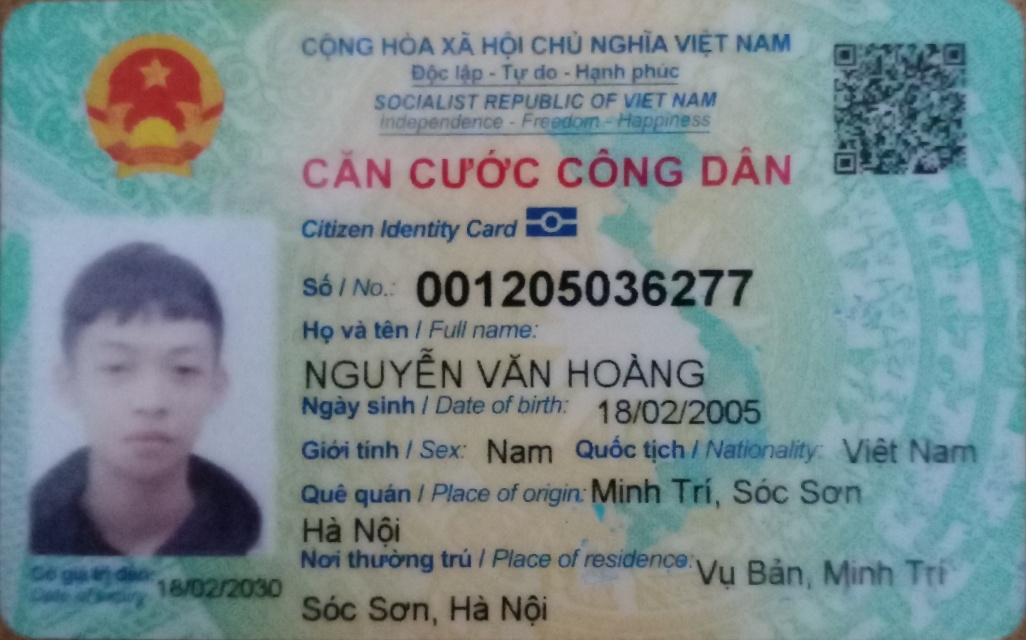 CỘNG HÒA XÃ HỘI CHỦ NGHĨA VIỆT NAM
Độc lập - Tự do - Hạnh phúc
SOCIALIST REPUBLIC OF VIET NAM
Independence - Freedom - Happiness
CĂN CƯỚC CÔNG DÂN
Citizen Identity Card
Số / No.: 001205036277
Họ và tên / Full name:
NGUYỄN VĂN HOÀNG
Ngày sinh / Date of birth: 18/02/2005
Giới tính / Sex: Nam Quốc tịch / Nationality: Việt Nam
Quê quán / Place of origin: Minh Trí, Sóc Sơn
Hà Nội
Nơi thường trú / Place of residence: Vụ Bản, Minh Trí
Sóc Sơn, Hà Nội
Có giá trị đến: 18/02/2030
Date of expiry